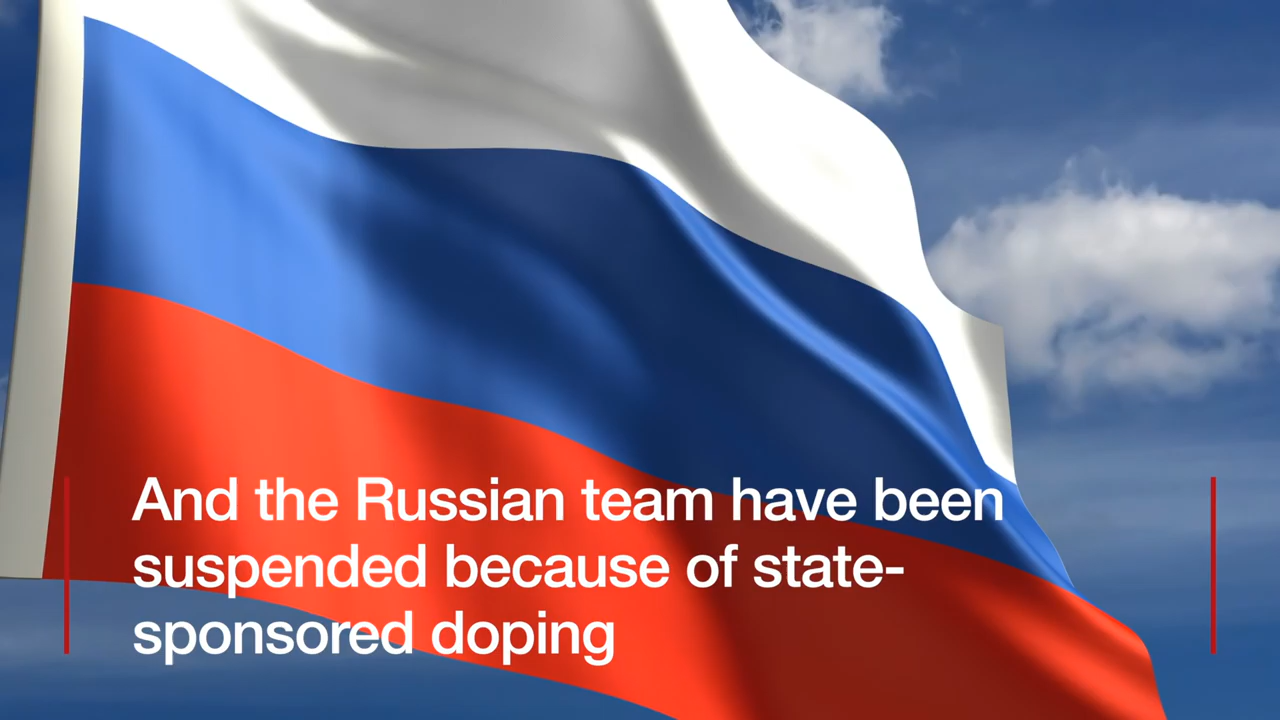 And the Russian team have been
suspended because of state-
sponsored doping